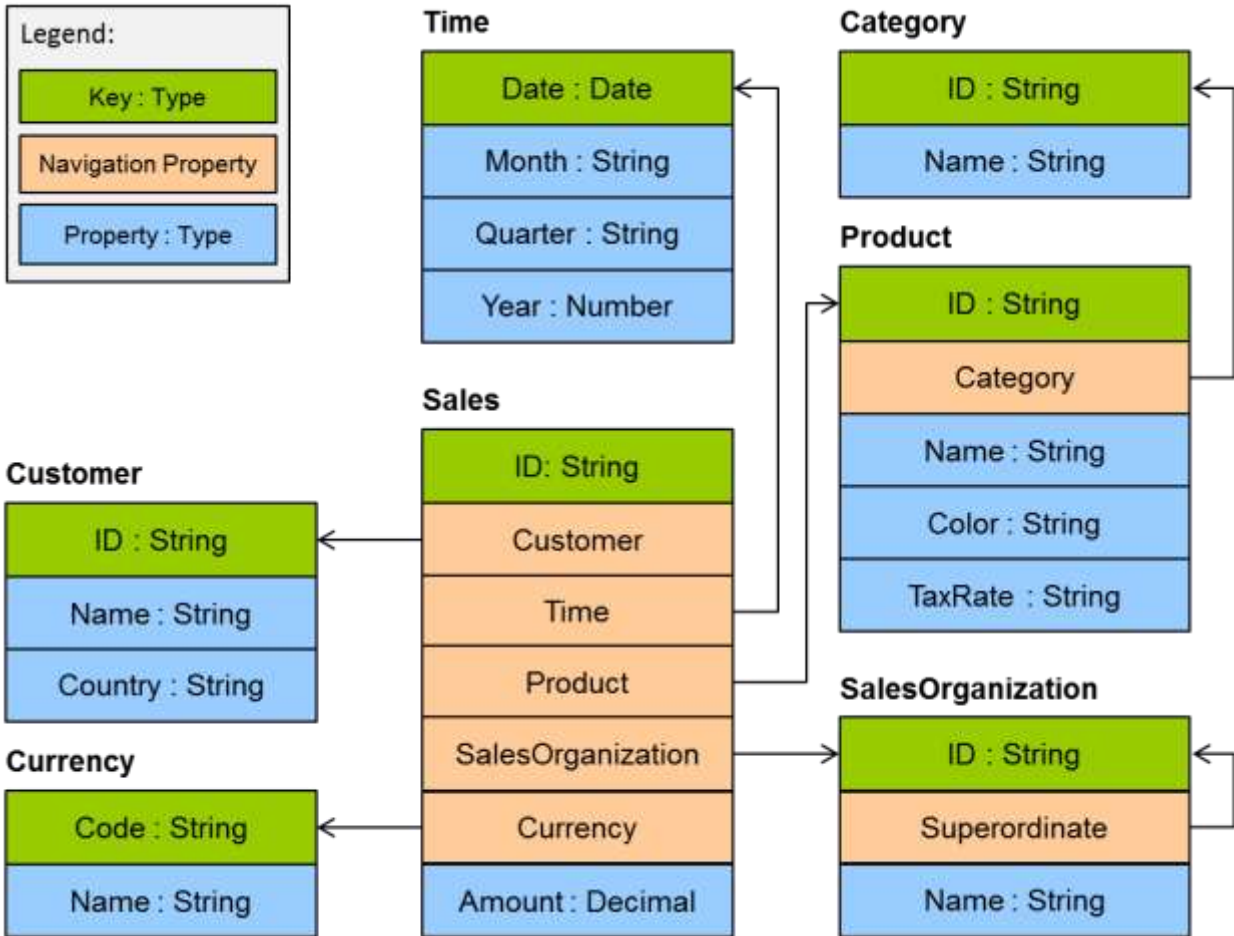 Legend:
Key : Type
Navigation Property
Property : Type
Time
Date : Date
Month : String
Quarter : String
Year : Number
Category
ID : String
Name : String
Product
ID : String
Category
Name : String
Color : String
TaxRate : String
Sales
ID: String
Customer
Time
Product
SalesOrganization
Currency
Amount : Decimal
Customer
ID : String
Name : String
Country : String
Currency
Code : String
Name : String
SalesOrganization
ID : String
Superordinate
Name : String